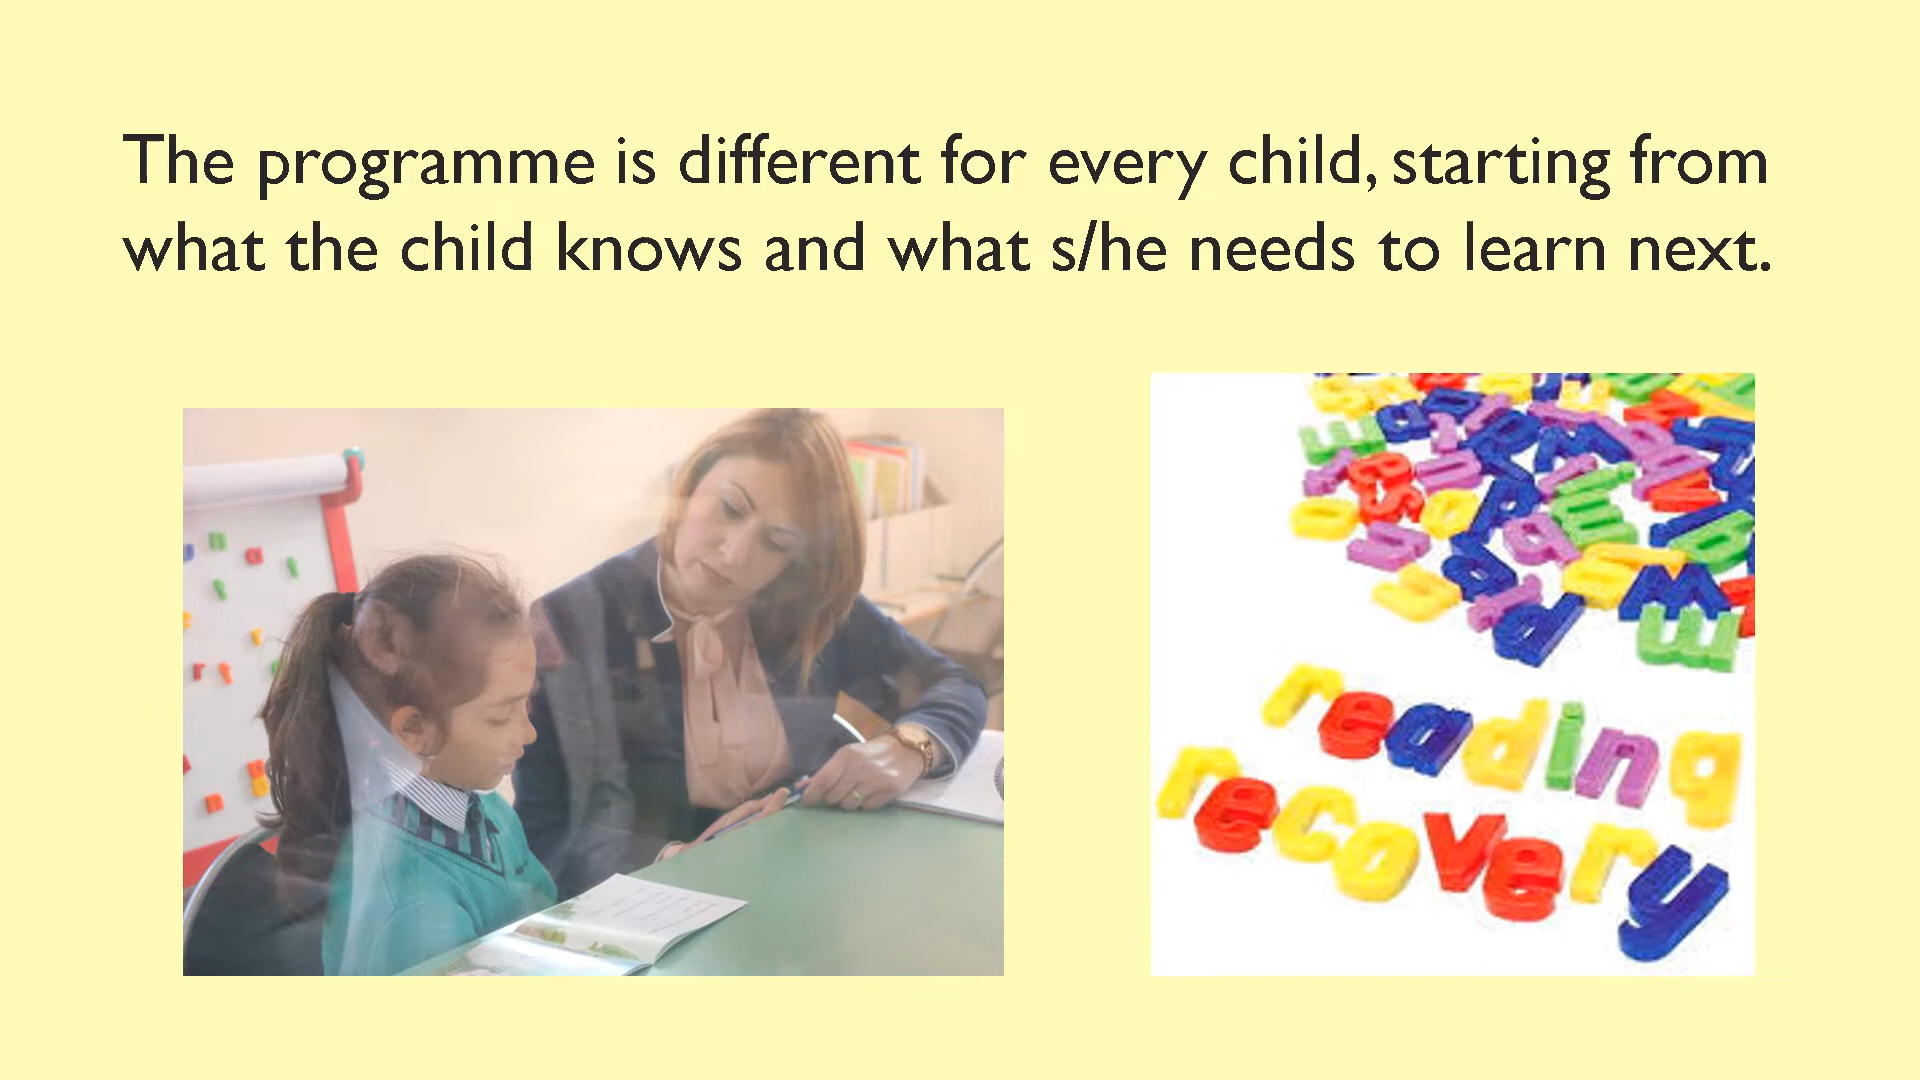 The programme is different for every child, starting from
what the child knows and what s/he needs to learn next.
reading
recovery